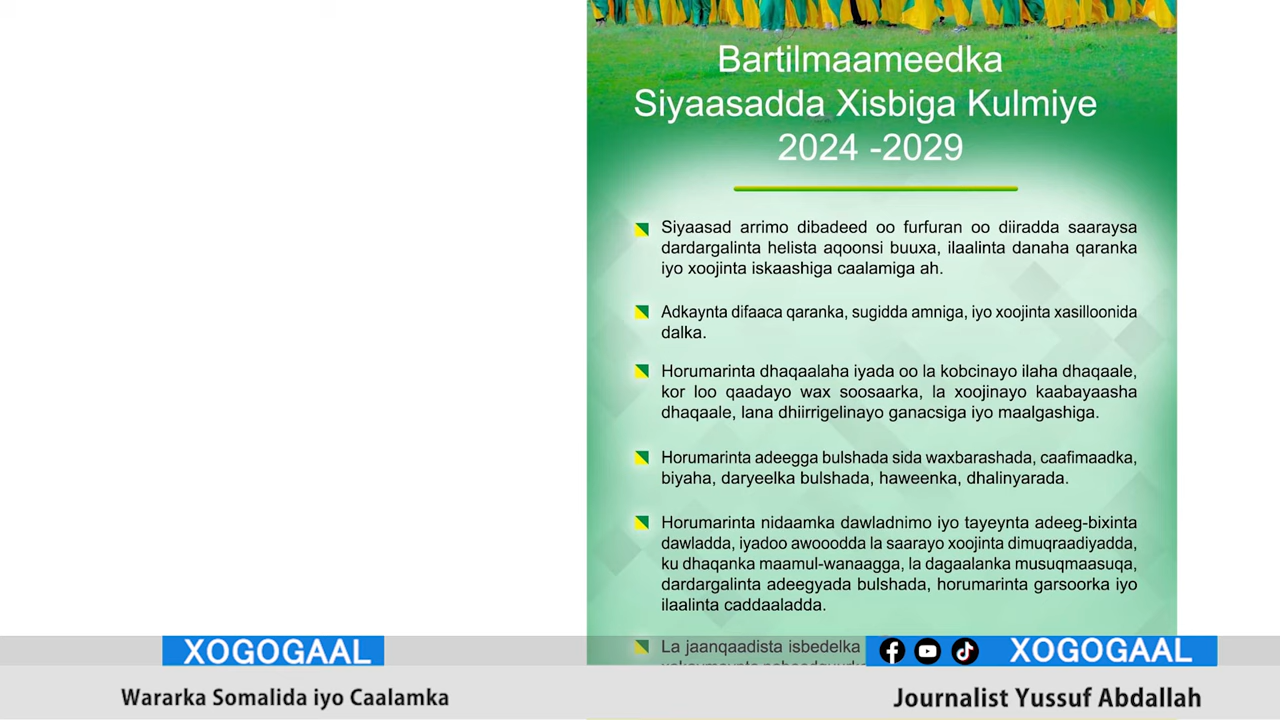 Bartilmaameedka
Siyaasadda Xisbiga Kulmiye
2024 -2029
Siyaasad arrimo dibadeed oo furfuran oo diiradda saaraysa
dardargalinta helista aqoonsi buuxa, ilaalinta danaha qaranka
iyo xoojinta iskaashiga caalamiga ah.
Adkaynta difaaca qaranka, sugidda amniga, iyo xoojinta xasilloonida
dalka.
Horumarinta dhaqaalaha iyada oo la kobcinayo ilaha dhaqaale,
kor loo qaadayo wax soosaarka, la xoojinayo kaabayaasha
dhaqaale, lana dhiirrigelinayo ganacsiga iyo maalgashiga.
Horumarinta adeegga bulshada sida waxbarashada, caafimaadka,
biyaha, daryeelka bulshada, haweenka, dhalinyarada.
Horumarinta nidaamka dawladnimo iyo tayeynta adeeg-bixinta
dawladda, iyadoo awooodda la saarayo xoojinta dimuqraadiyadda,
ku dhaqanka maamul-wanaagga, la dagaalanka musuqmaasuqa,
dardargalinta adeegyada bulshada, horumarinta garsoorka iyo
ilaalinta caddaaladda.
La jaanqaadista isbedelka
XOGOGAAL
XOGOGAAL
Wararka Somalida iyo Caalamka
Journalist Yussuf Abdallah